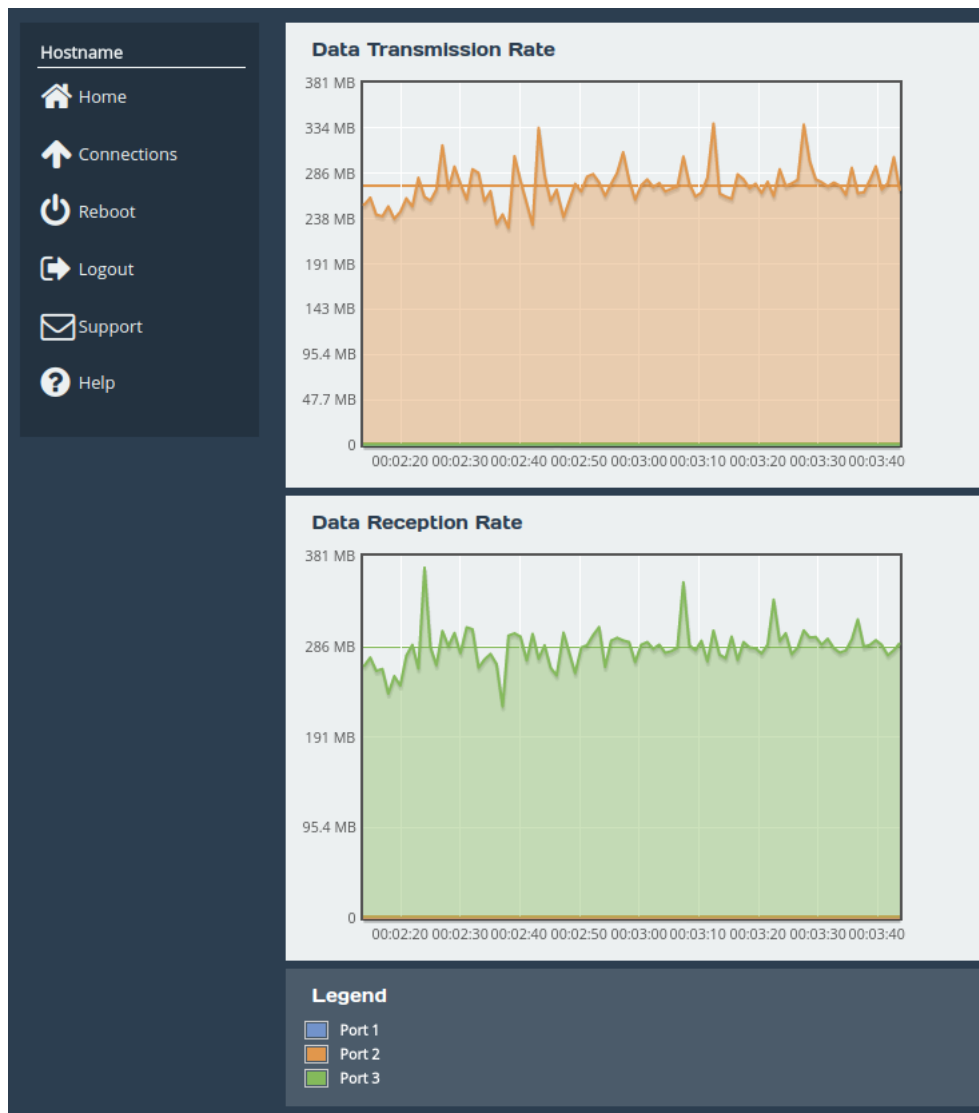 Hostname
Home
Connections
Reboot
Logout
Support
Help
Data Transmission Rate
381 MB
334 MB
286 MB
238 MB
191 MB
143 MB
95.4 MB
47.7 MB
0
00:02:20 00:02:30 00:02:40 00:02:50 00:03:00 00:03:10 00:03:20 00:03:30 00:03:40
Data Reception Rate
381 MB
286 MB
191 MB
95.4 MB
0
00:02:20 00:02:30 00:02:40 00:02:50 00:03:00 00:03:10 00:03:20 00:03:30 00:03:40
Legend
Port 1
Port 2
Port 3